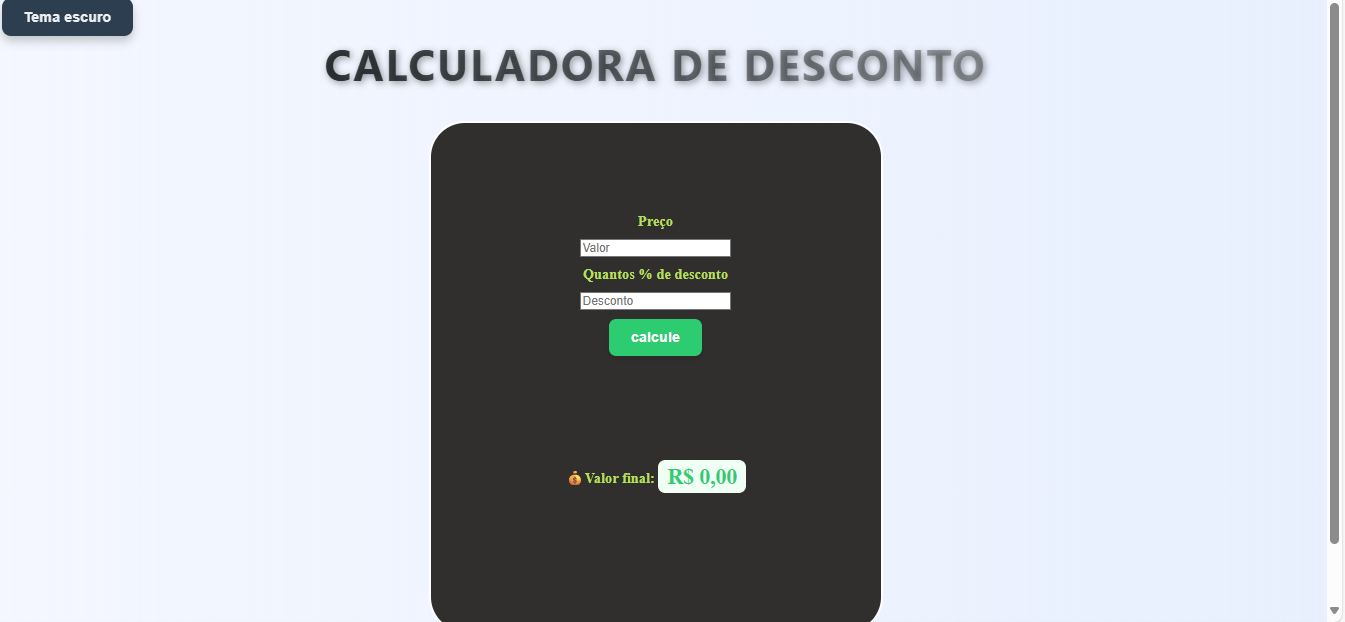 Tema escuro
CALCULADORA DE DESCONTO
Preço
Valor
Quantos % de desconto
Desconto
calcule
💰 Valor final: R$ 0,00